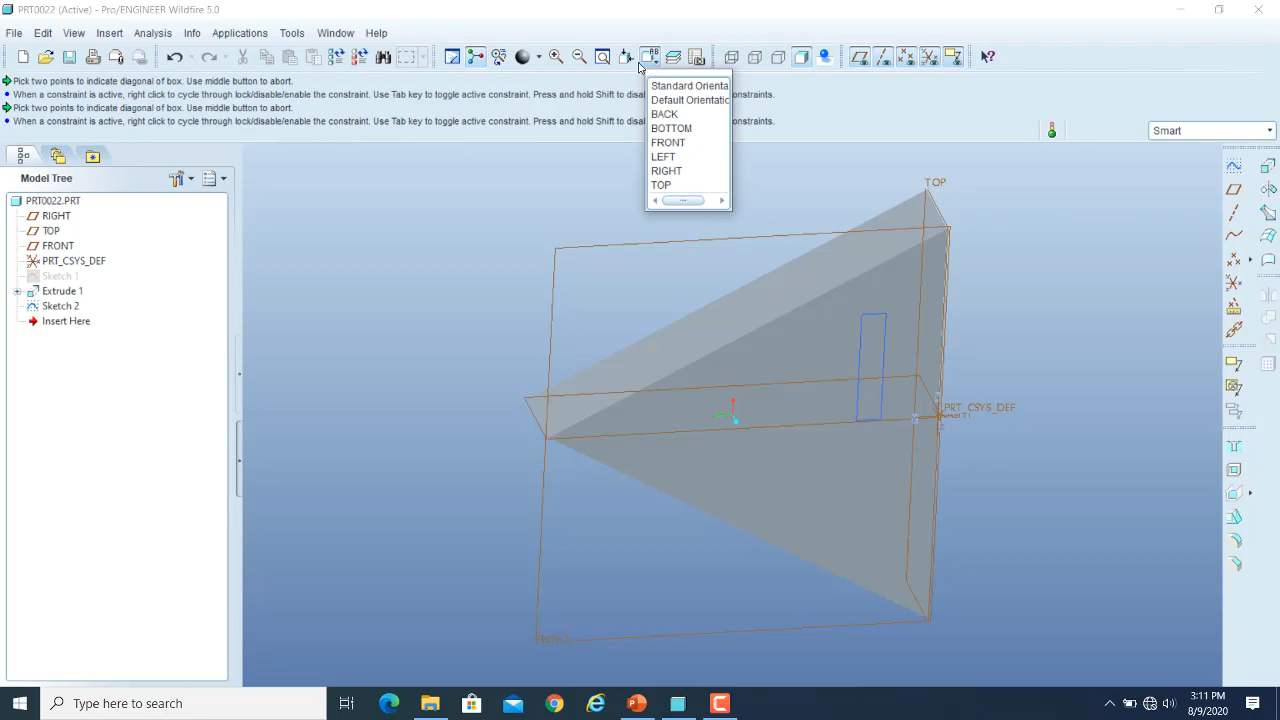 PRT0022 (Active) - Pro/ENGINEER Wildfire 5.0
File Edit View Insert Analysis Info Applications Tools Window Help
Pick two points to indicate diagonal of box. Use middle button to abort.
When a constraint is active, right click to cycle through lock/disable/enable the constraint. Use Tab key to toggle active constraint. Press and hold Shift to disa constraints.
Pick two points to indicate diagonal of box. Use middle button to abort.
When a constraint is active, right click to cycle through lock/disable/enable the constraint. Use Tab key to toggle active constraint. Press and hold Shift to disa constraints.
Smart
Standard Orienta
Default Orientatio
BACK
BOTTOM
FRONT
LEFT
RIGHT
TOP
Model Tree
PRT0022.PRT
RIGHT
TOP
FRONT
PRT_CSYS_DEF
Sketch 1
Extrude 1
Sketch 2
Insert Here
TOP
PRT_CSYS_DEF
Type here to search
3:11 PM
8/9/2020